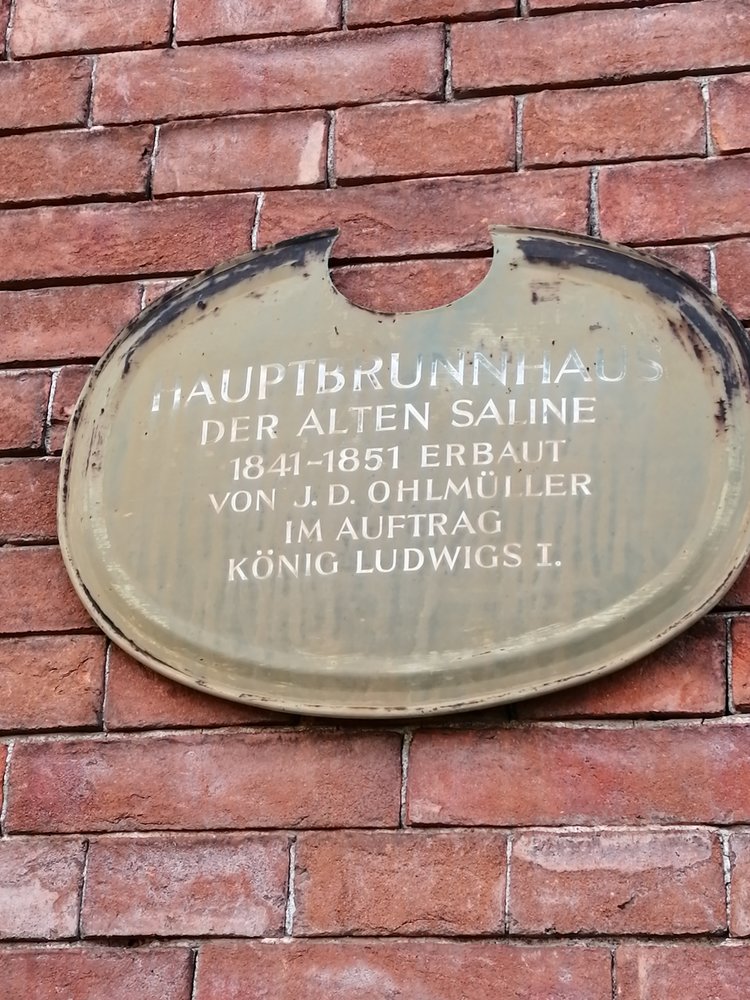 HAUPTBRUNNHAUS
DER ALTEN SALINE
1841-1851 ERBAUT
VON J.D. OHLMÜLLER
IM AUFTRAG
KÖNIG LUDWIGS I.